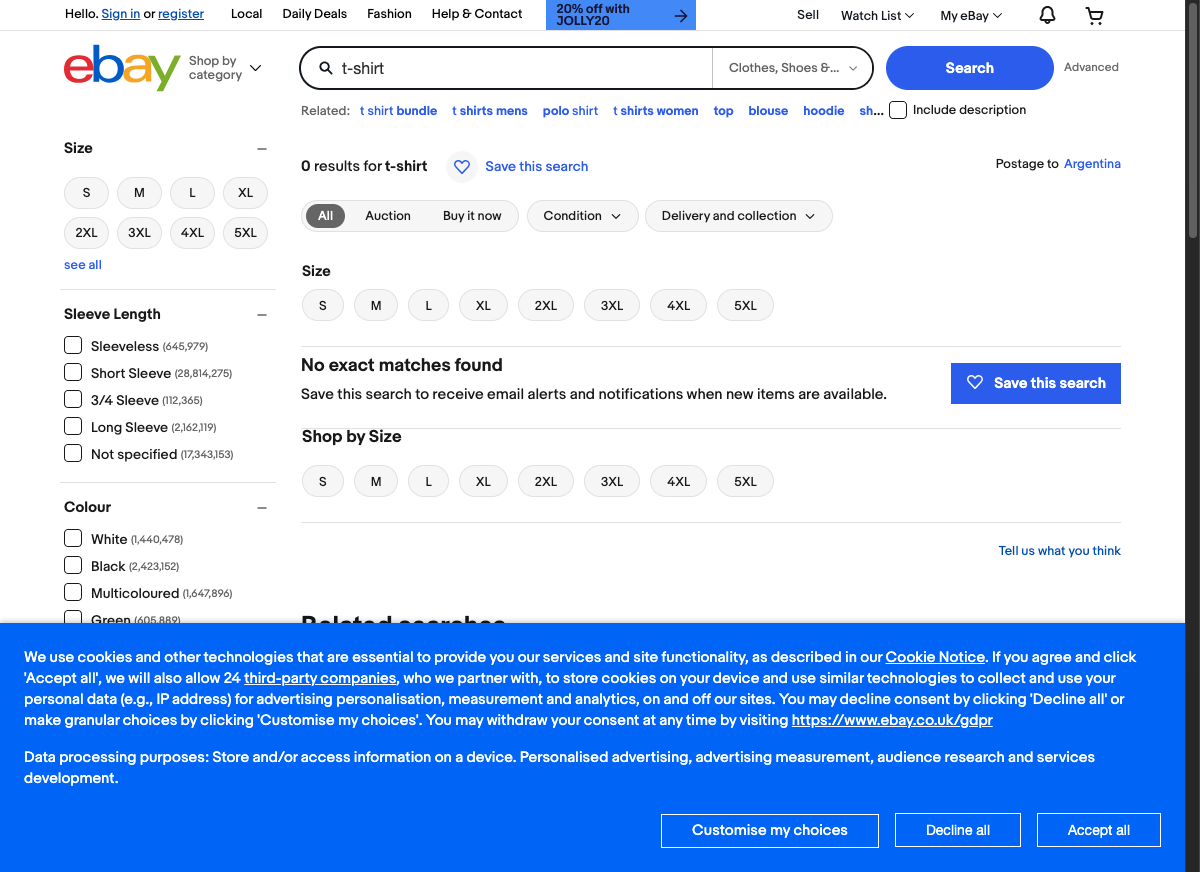 Hello. Sign in or register Local Daily Deals Fashion Help & Contact 20% off with JOLLY20 Sell Watch List My eBay
ebay Shop by category t-shirt Clothes, Shoes &... Search Advanced
Related: t shirt bundle t shirts mens polo shirt t shirts women top blouse hoodie sh... Include description
Size
S M L XL
2XL 3XL 4XL 5XL
see all
Sleeve Length
Sleeveless (645,979)
Short Sleeve (28,814,275)
3/4 Sleeve (112,365)
Long Sleeve (2,162,119)
Not specified (17,343,153)
Colour
White (1,440,478)
Black (2,423,152)
Multicoloured (1,647,896)
Green (605,889)
0 results for t-shirt Save this search Postage to Argentina
All Auction Buy it now Condition Delivery and collection
Size
S M L XL 2XL 3XL 4XL 5XL
No exact matches found
Save this search to receive email alerts and notifications when new items are available.
Save this search
Shop by Size
S M L XL 2XL 3XL 4XL 5XL
Tell us what you think
Related searches
We use cookies and other technologies that are essential to provide you our services and site functionality, as described in our Cookie Notice. If you agree and click
'Accept all', we will also allow 24 third-party companies, who we partner with, to store cookies on your device and use similar technologies to collect and use your
personal data (e.g., IP address) for advertising personalisation, measurement and analytics, on and off our sites. You may decline consent by clicking 'Decline all' or
make granular choices by clicking 'Customise my choices'. You may withdraw your consent at any time by visiting https://www.ebay.co.uk/gdpr
Data processing purposes: Store and/or access information on a device. Personalised advertising, advertising measurement, audience research and services
development.
Customise my choices Decline all Accept all